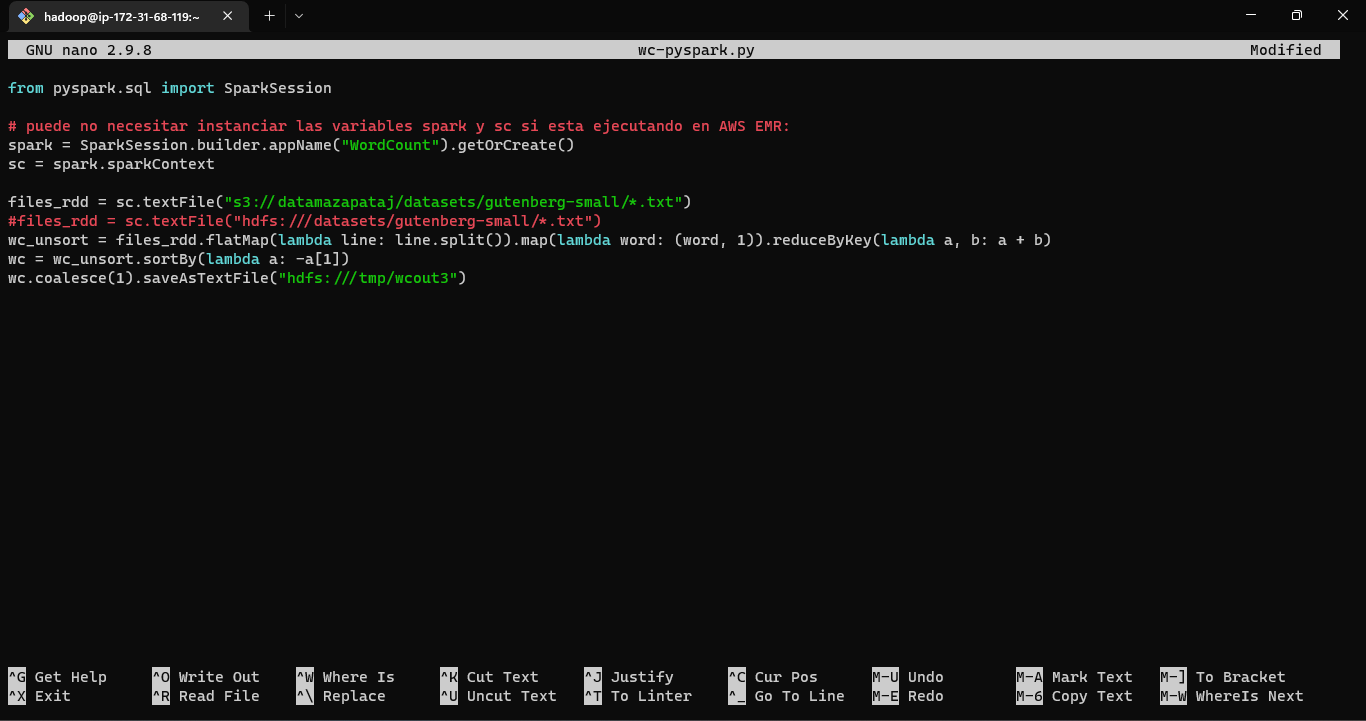 hadoop@ip-172-31-68-119:~
GNU nano 2.9.8 wc-pyspark.py Modified
from pyspark.sql import SparkSession
# puede no necesitar instanciar las variables spark y sc si esta ejecutando en AWS EMR:
spark = SparkSession.builder.appName("WordCount").getOrCreate()
sc = spark.sparkContext
files_rdd = sc.textFile("s3://datamazapataj/datasets/gutenberg-small/*.txt")
#files_rdd = sc.textFile("hdfs:///datasets/gutenberg-small/*.txt")
wc_unsort = files_rdd.flatMap(lambda line: line.split()).map(lambda word: (word, 1)).reduceByKey(lambda a, b: a + b)
wc = wc_unsort.sortBy(lambda a: -a[1])
wc.coalesce(1).saveAsTextFile("hdfs:///tmp/wcout3")
^G Get Help ^O Write Out ^W Where Is ^K Cut Text ^J Justify ^C Cur Pos M-U Undo M-A Mark Text M-] To Bracket
^X Exit ^R Read File ^\ Replace ^U Uncut Text ^T To Linter ^_ Go To Line M-E Redo M-6 Copy Text M-W WhereIs Next